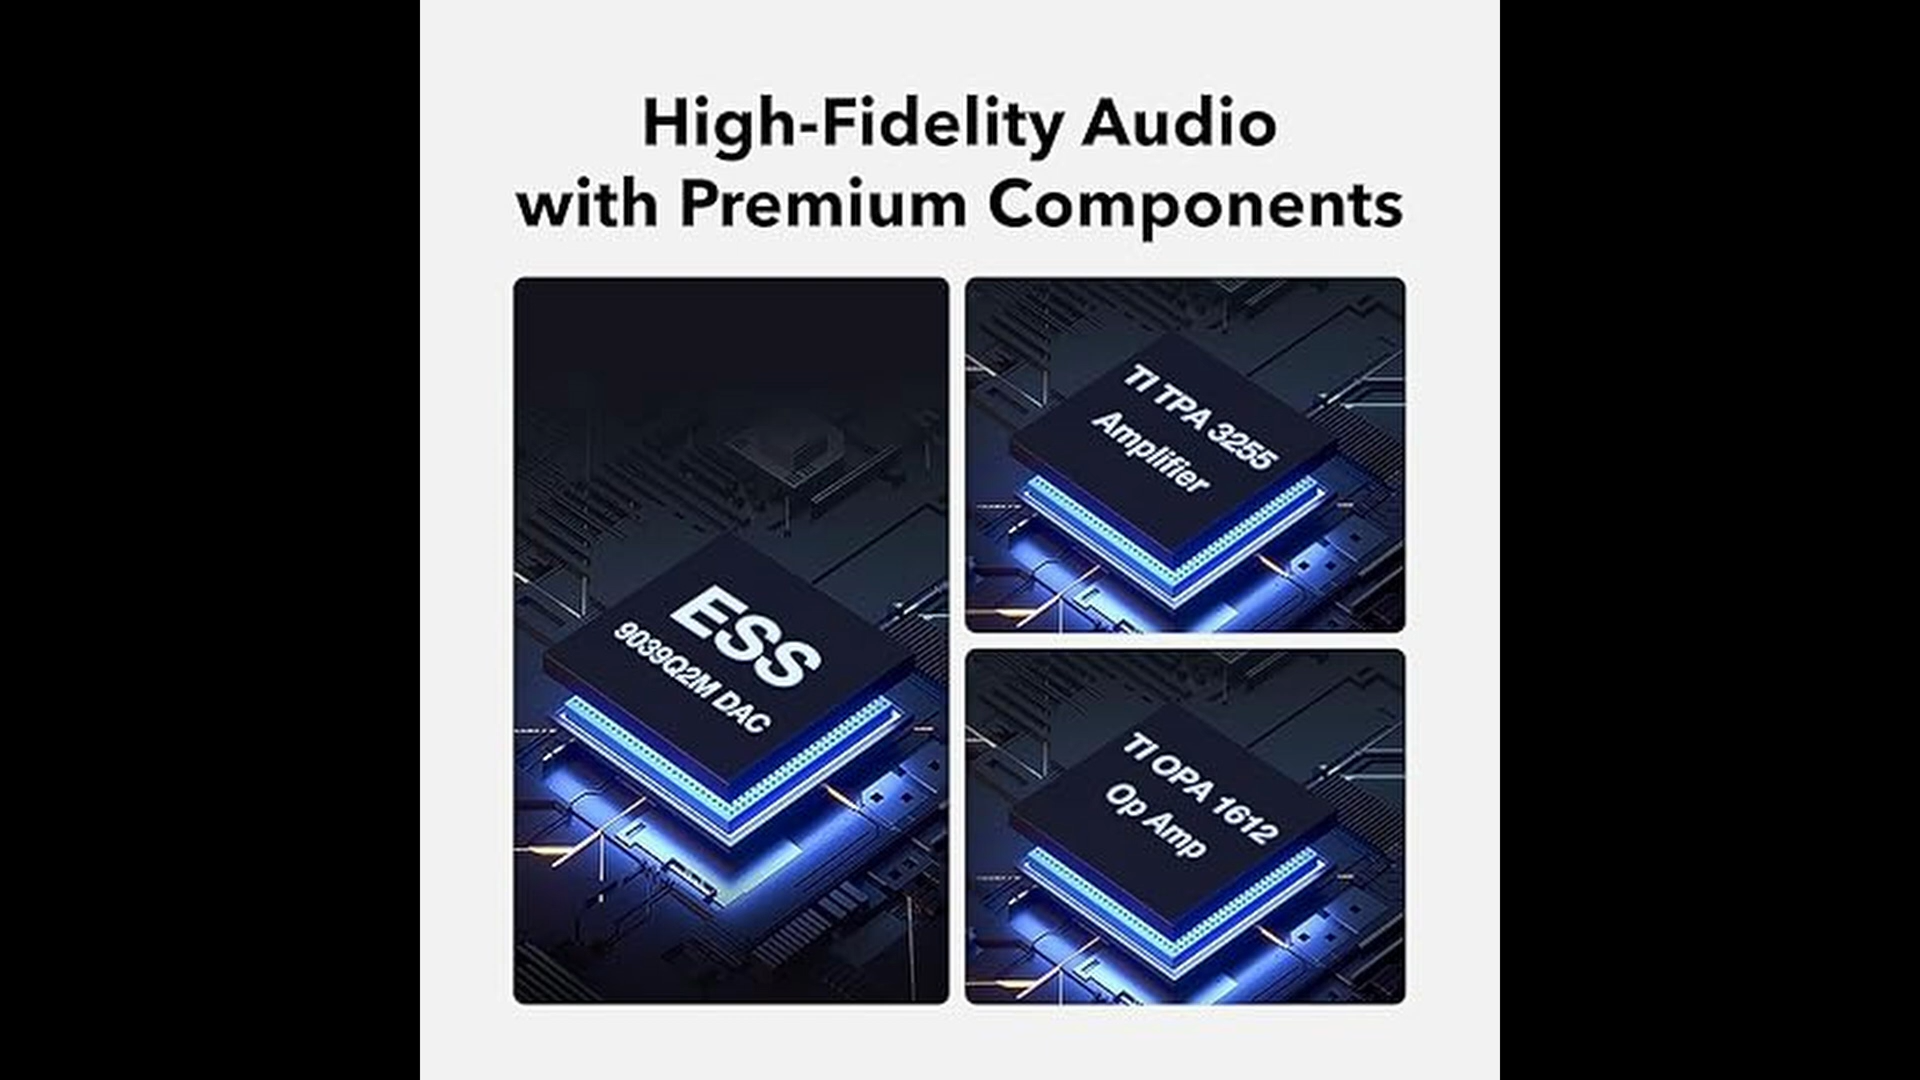 High-Fidelity Audio
with Premium Components
ESS
9039Q2M DAC
TI TPA 3255
Amplifier
TI OPA 1612
Op Amp